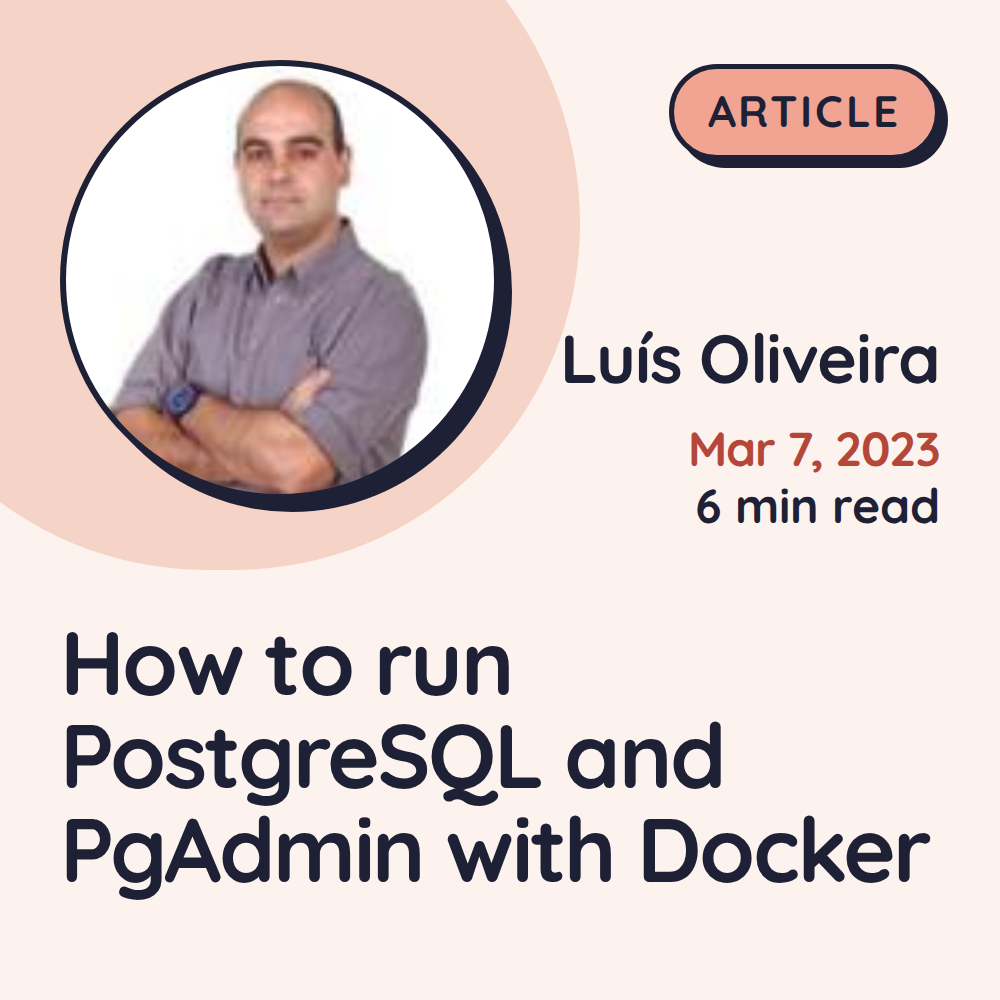 ARTICLE
Luís Oliveira
Mar 7, 2023
6 min read
How to run
PostgreSQL and
PgAdmin with Docker